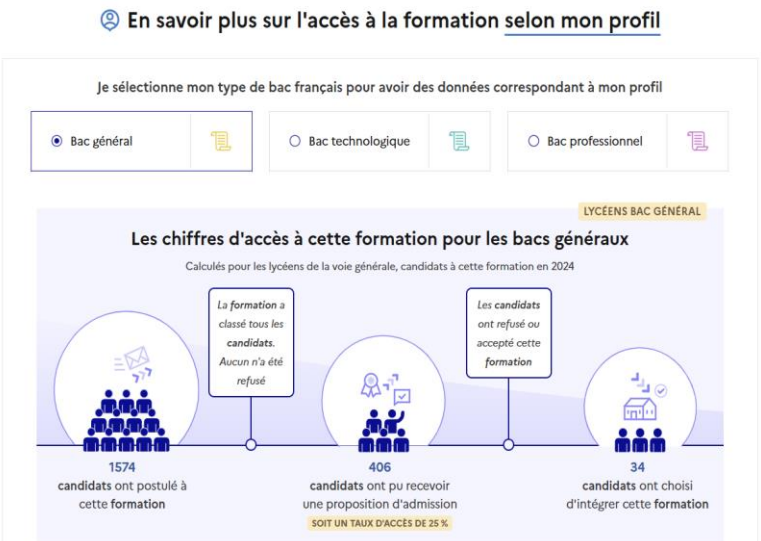 En savoir plus sur l'accès à la formation selon mon profil
Je sélectionne mon type de bac français pour avoir des données correspondant à mon profil
Bac général
Bac technologique
Bac professionnel
LYCÉENS BAC GÉNÉRAL
Les chiffres d'accès à cette formation pour les bacs généraux
Calculés pour les lycéens de la voie générale, candidats à cette formation en 2024
La formation a
classé tous les
candidats.
Aucun n'a été
refusé
Les candidats
ont refusé ou
accepté cette
formation
1574
candidats ont postulé à
cette formation
406
candidats ont pu recevoir
une proposition d'admission
SOIT UN TAUX D'ACCÈS DE 25 %
34
candidats ont choisi
d'intégrer cette formation